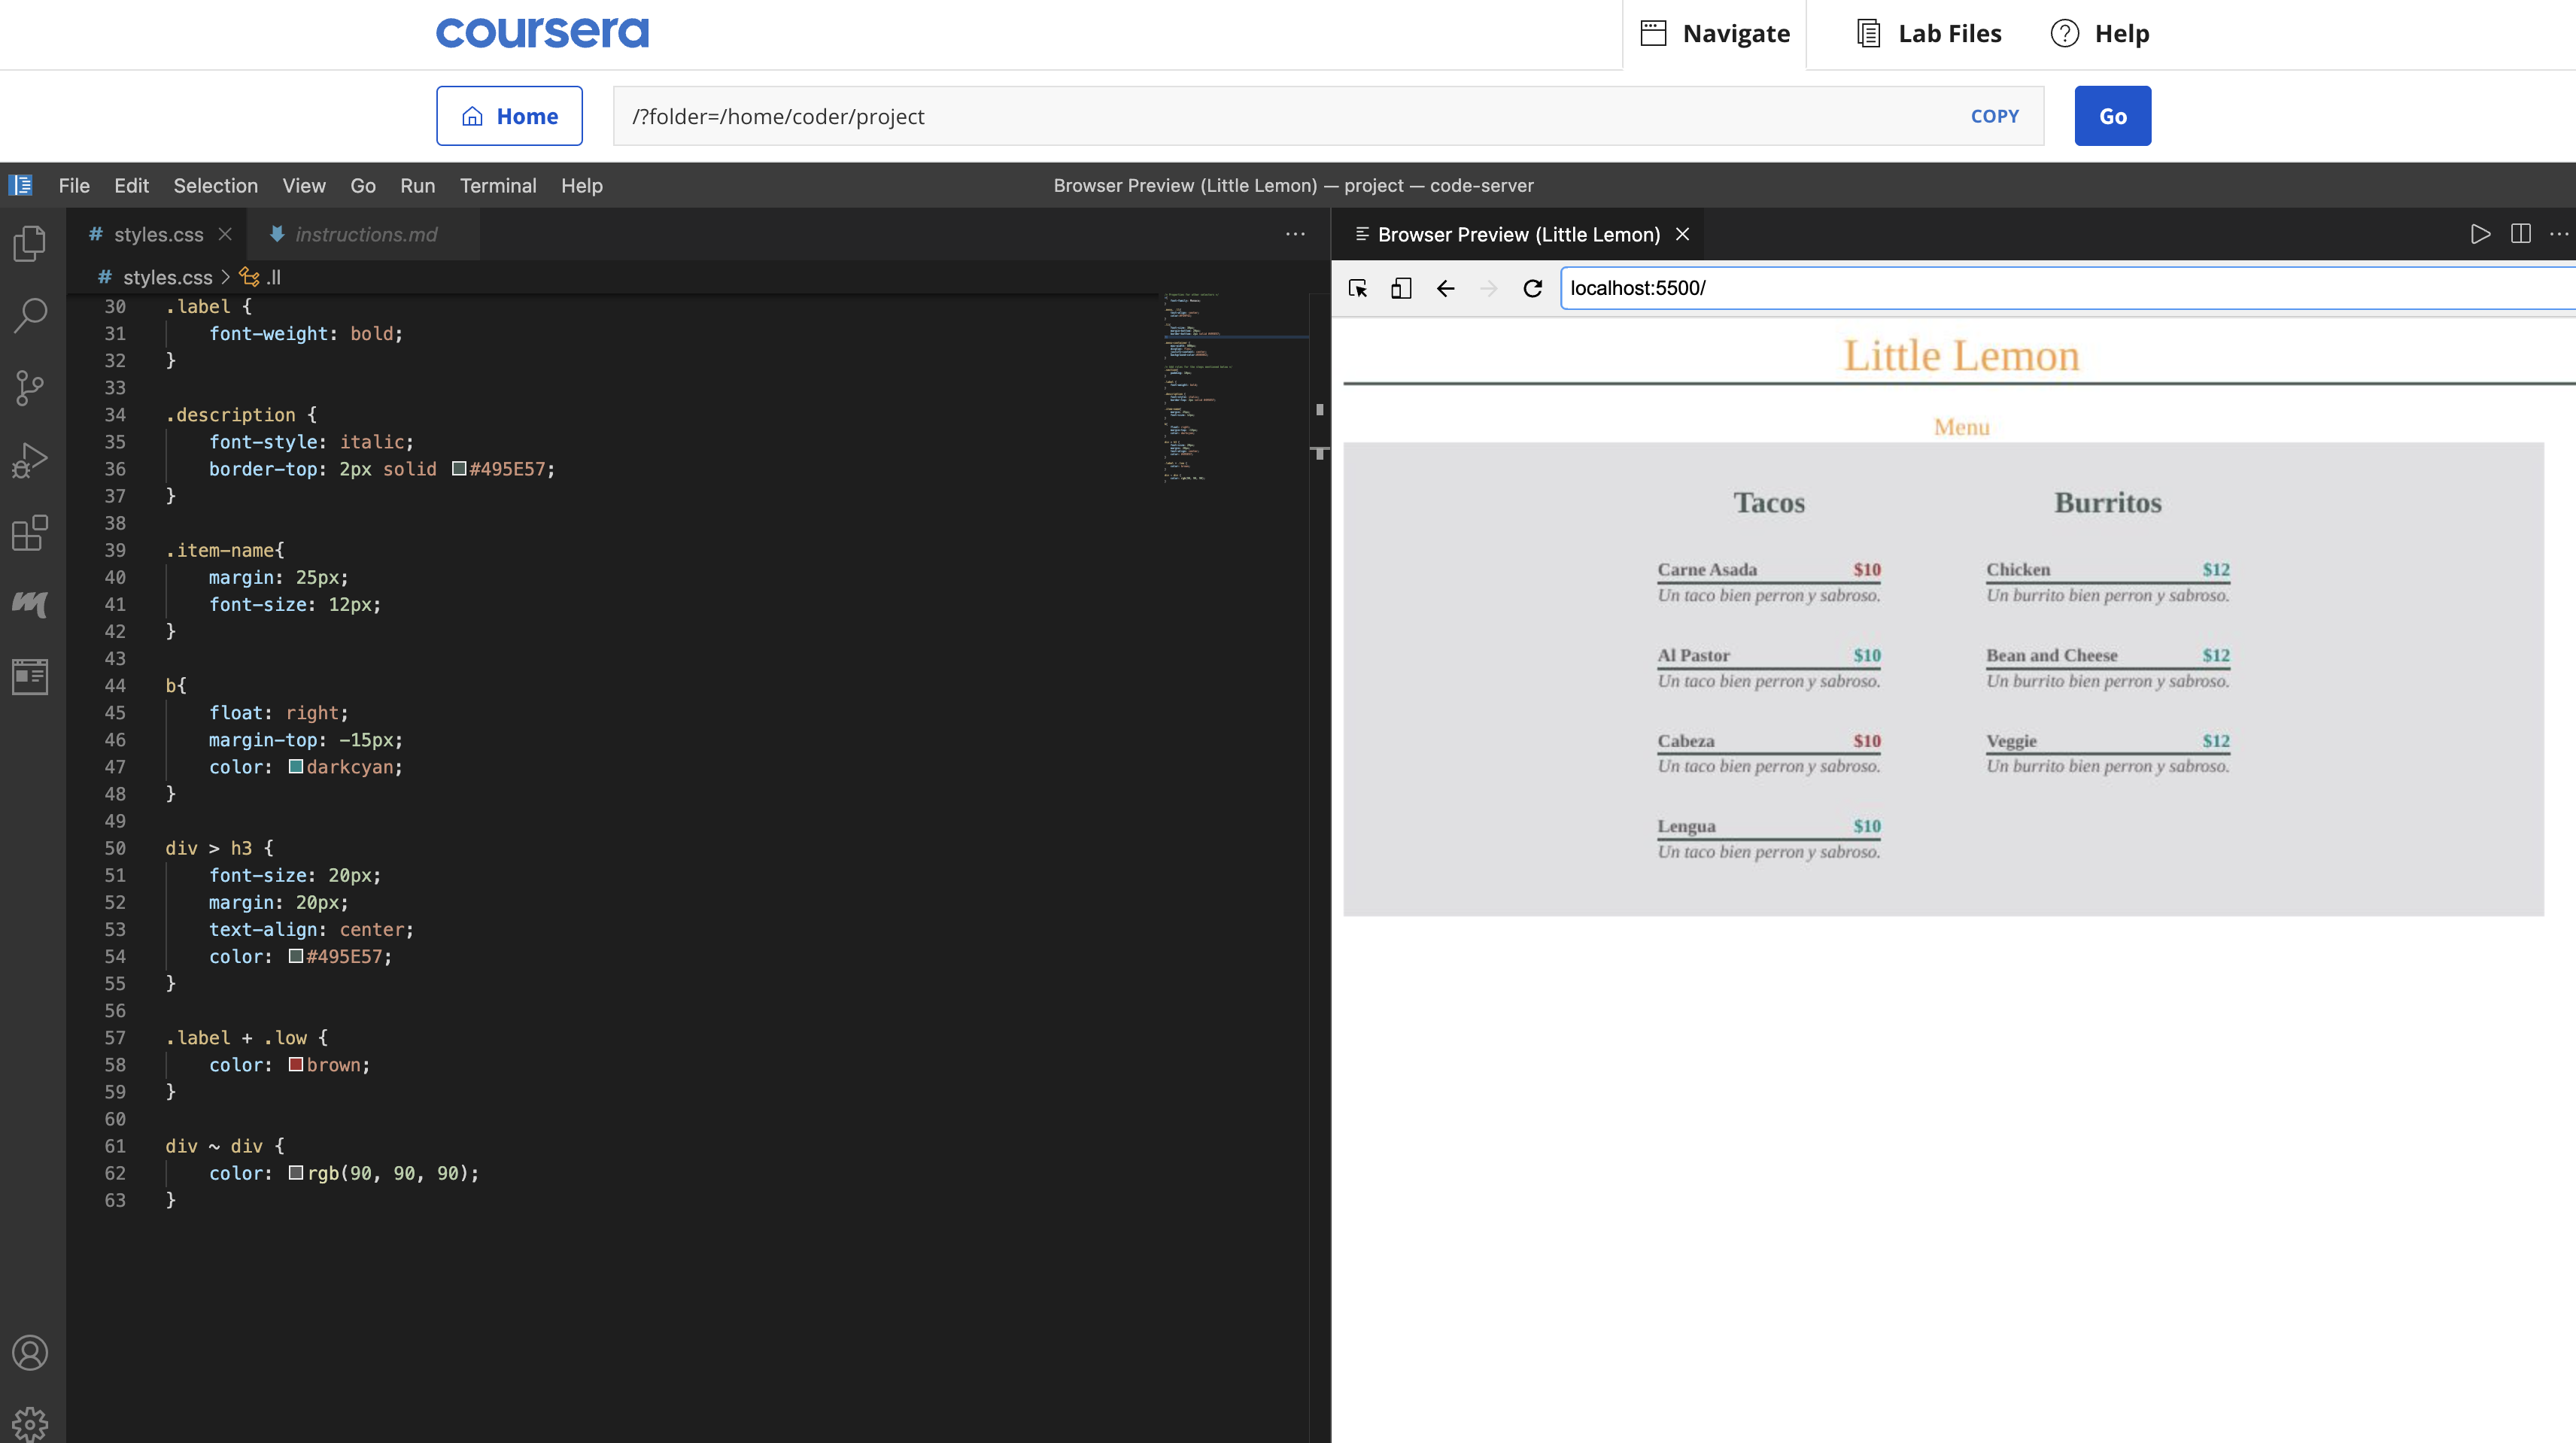 coursera
Navigate
Lab Files
Help
Home
/?folder=/home/coder/project
COPY
Go
File Edit Selection View Go Run Terminal Help
Browser Preview (Little Lemon) — project — code-server
# styles.css
instructions.md
# styles.css > .ll
30 .label {
31 font-weight: bold;
32 }
33
34 .description {
35 font-style: italic;
36 border-top: 2px solid #495E57;
37 }
38
39 .item-name{
40 margin: 25px;
41 font-size: 12px;
42 }
43
44 b{
45 float: right;
46 margin-top: -15px;
47 color: darkcyan;
48 }
49
50 div > h3 {
51 font-size: 20px;
52 margin: 20px;
53 text-align: center;
54 color: #495E57;
55 }
56
57 .label + .low {
58 color: brown;
59 }
60
61 div ~ div {
62 color: rgb(90, 90, 90);
63 }
Browser Preview (Little Lemon)
localhost:5500/
Little Lemon
Menu
Tacos
Carne Asada $10
Un taco bien perron y sabroso.
Al Pastor $10
Un taco bien perron y sabroso.
Cabeza $10
Un taco bien perron y sabroso.
Lengua $10
Un taco bien perron y sabroso.
Burritos
Chicken $12
Un burrito bien perron y sabroso.
Bean and Cheese $12
Un burrito bien perron y sabroso.
Veggie $12
Un burrito bien perron y sabroso.